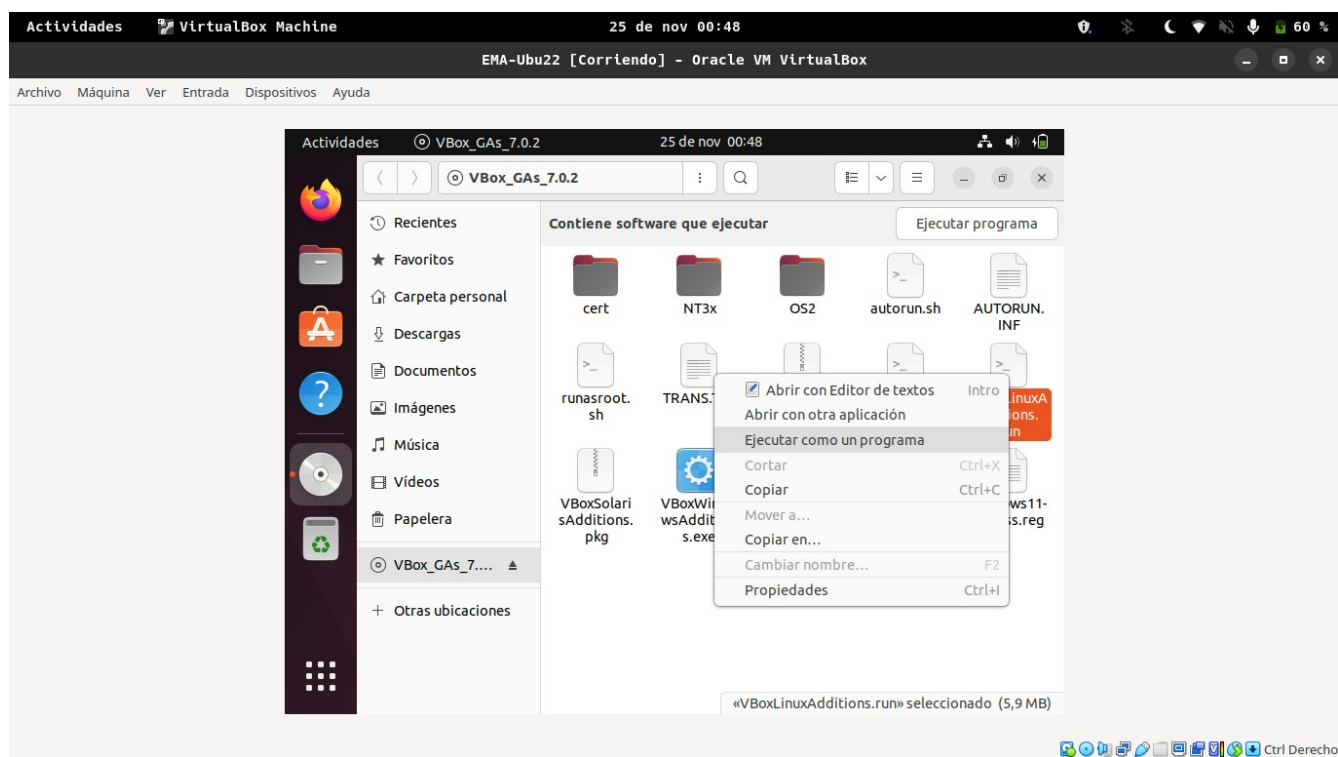 Actividades VirtualBox Machine 25 de nov 00:48 60 %
EMA-Ubu22 [Corriendo] - Oracle VM VirtualBox
Archivo Máquina Ver Entrada Dispositivos Ayuda
Actividades VBox_GAs_7.0.2 25 de nov 00:48
VBox_GAs_7.0.2
Recientes
Favoritos
Carpeta personal
Descargas
Documentos
Imágenes
Música
Vídeos
Papelera
VBox_GAs_7....
+ Otras ubicaciones
Contiene software que ejecutar Ejecutar programa
cert
NT3x
OS2
autorun.sh
AUTORUN.
INF
runasroot.
sh
TRANS.
inuxA
ions.
un
VBoxSolari
sAdditions.
pkg
VBoxWi
wsAddit
s.exe
ws11-
ss.reg
Abrir con Editor de textos Intro
Abrir con otra aplicación
Ejecutar como un programa
Cortar Ctrl+X
Copiar Ctrl+C
Mover a...
Copiar en...
Cambiar nombre... F2
Propiedades Ctrl+I
«VBoxLinuxAdditions.run» seleccionado (5,9 MB)
Ctrl Derecho